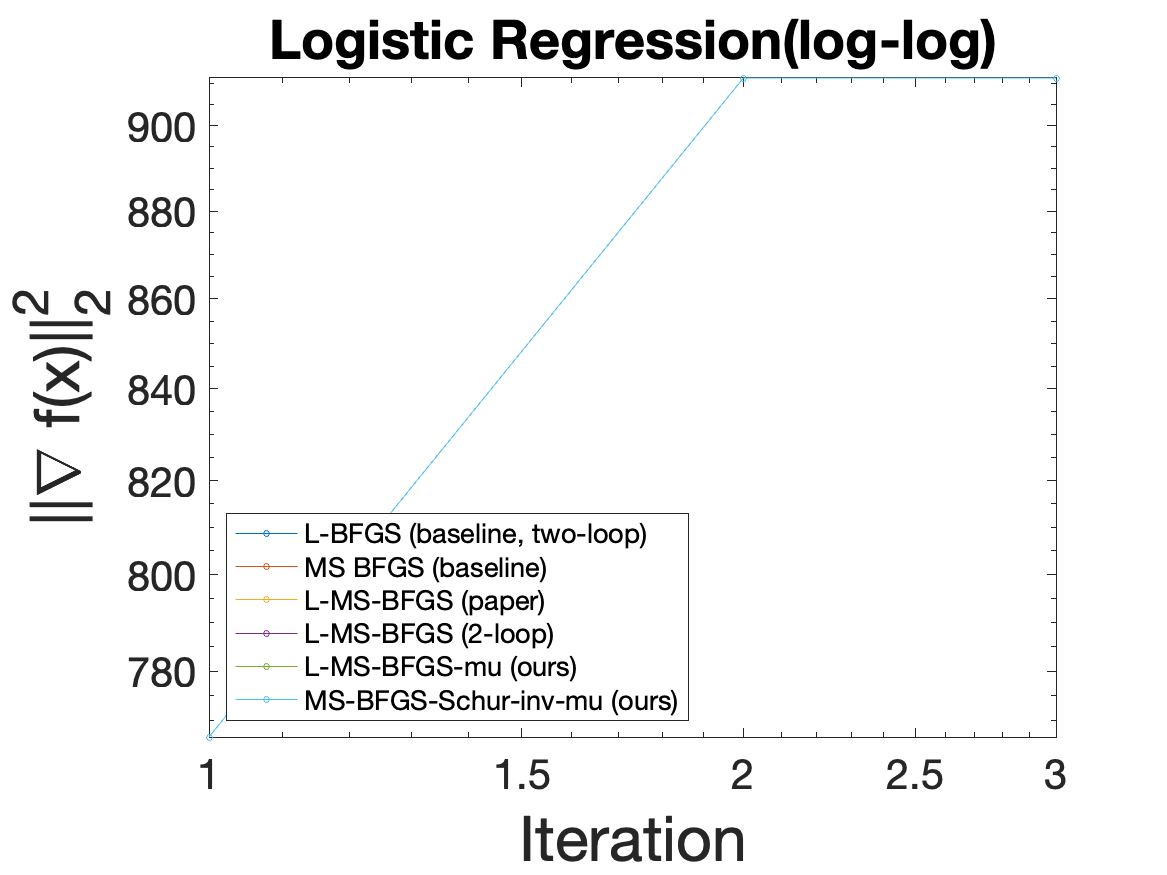 Logistic Regression(log-log)
||∇ f(x)||₂²
900
880
860
840
820
800
780
L-BFGS (baseline, two-loop)
MS BFGS (baseline)
L-MS-BFGS (paper)
L-MS-BFGS (2-loop)
L-MS-BFGS-mu (ours)
MS-BFGS-Schur-inv-mu (ours)
1 1.5 2 2.5 3
Iteration